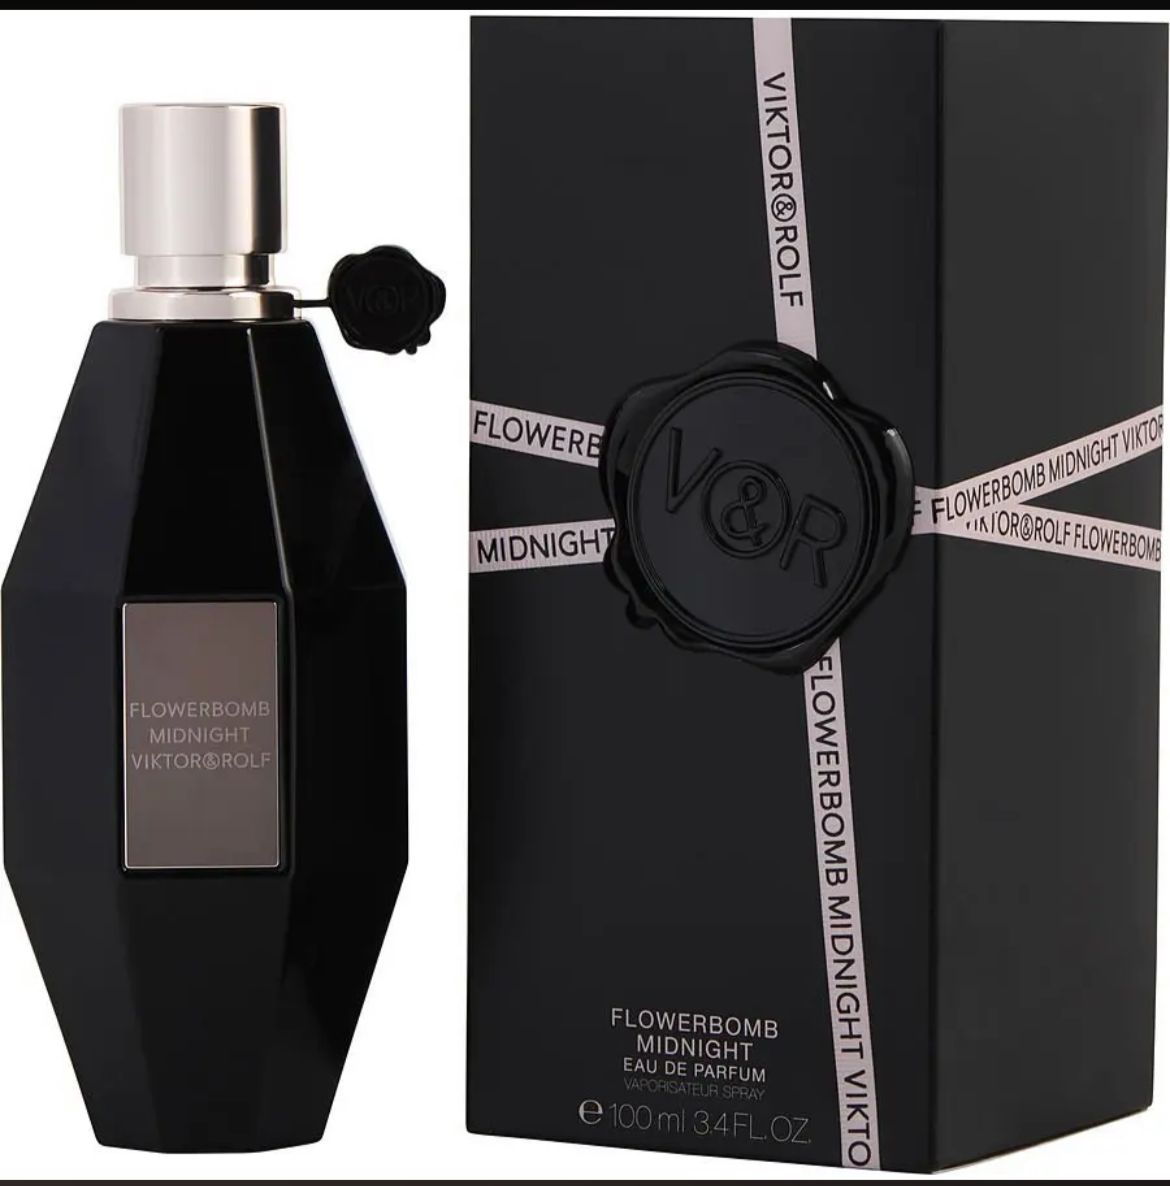 V&R
FLOWERBOMB
MIDNIGHT
VIKTOR&ROLF
VIKTOR&ROLF
FLOWERB
MIDNIGHT
V&R
F FLOWERBOMB MIDNIGHT VIKTOR
VIKTOR&ROLF FLOWERBOMB
FLOWERBOMB MIDNIGHT VIKTO
FLOWERBOMB
MIDNIGHT
EAU DE PARFUM
VAPORISATEUR SPRAY
e 100 ml 3.4 FL. OZ.